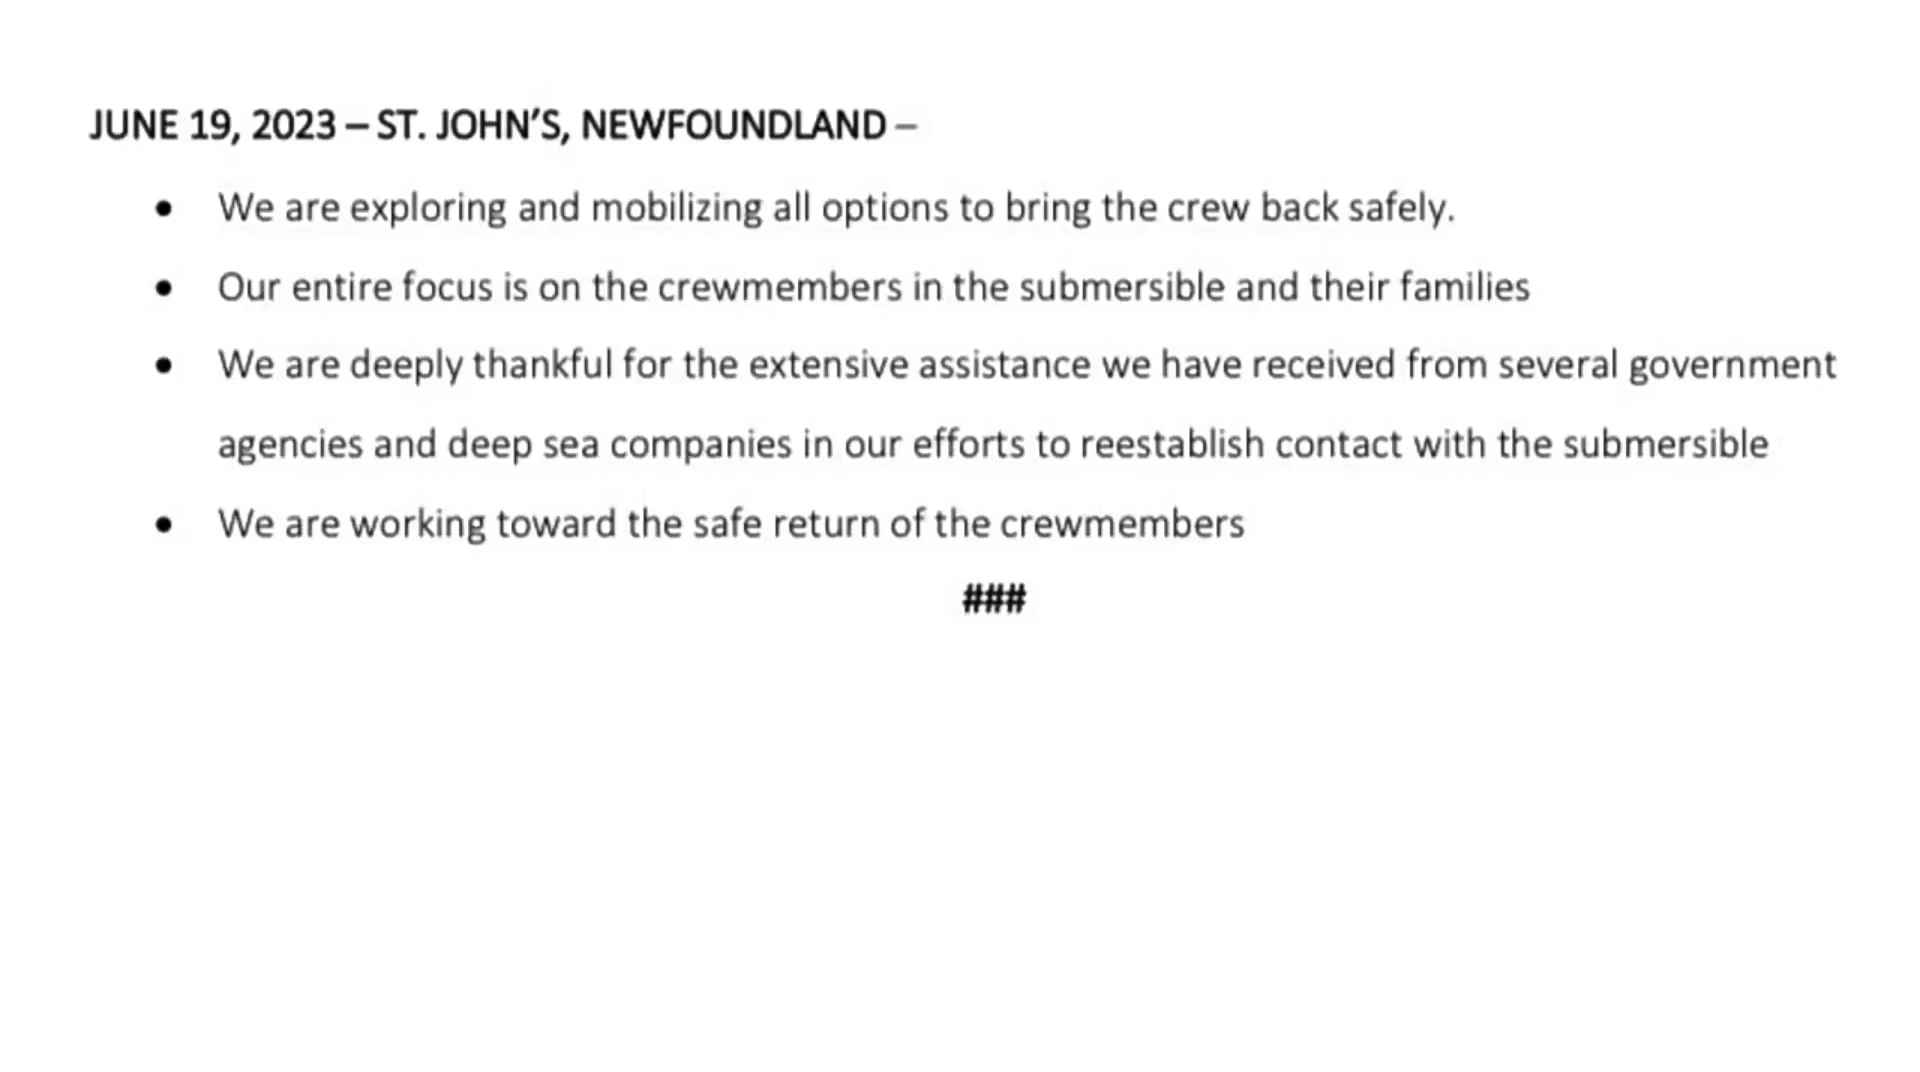 JUNE 19, 2023 – ST. JOHN'S, NEWFOUNDLAND –
• We are exploring and mobilizing all options to bring the crew back safely.
• Our entire focus is on the crewmembers in the submersible and their families
• We are deeply thankful for the extensive assistance we have received from several government
agencies and deep sea companies in our efforts to reestablish contact with the submersible
• We are working toward the safe return of the crewmembers
###